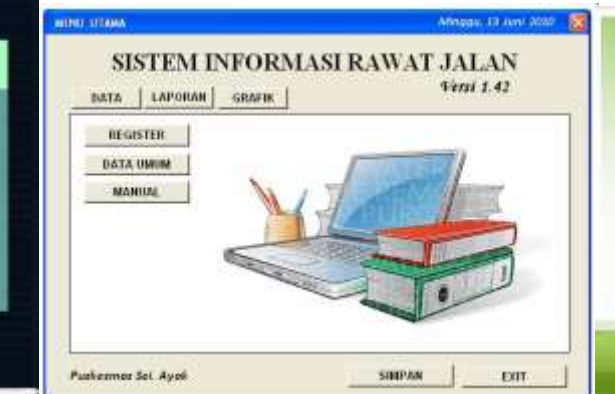 MENU UTAMA
Minggu, 13 Juni 2010
SISTEM INFORMASI RAWAT JALAN
Versi 1.42
DATA LAPORAN GRAFIK
REGISTER
DATA UMUM
MANUAL
Puskesmas Sei. Ayak
SIMPAN EXIT